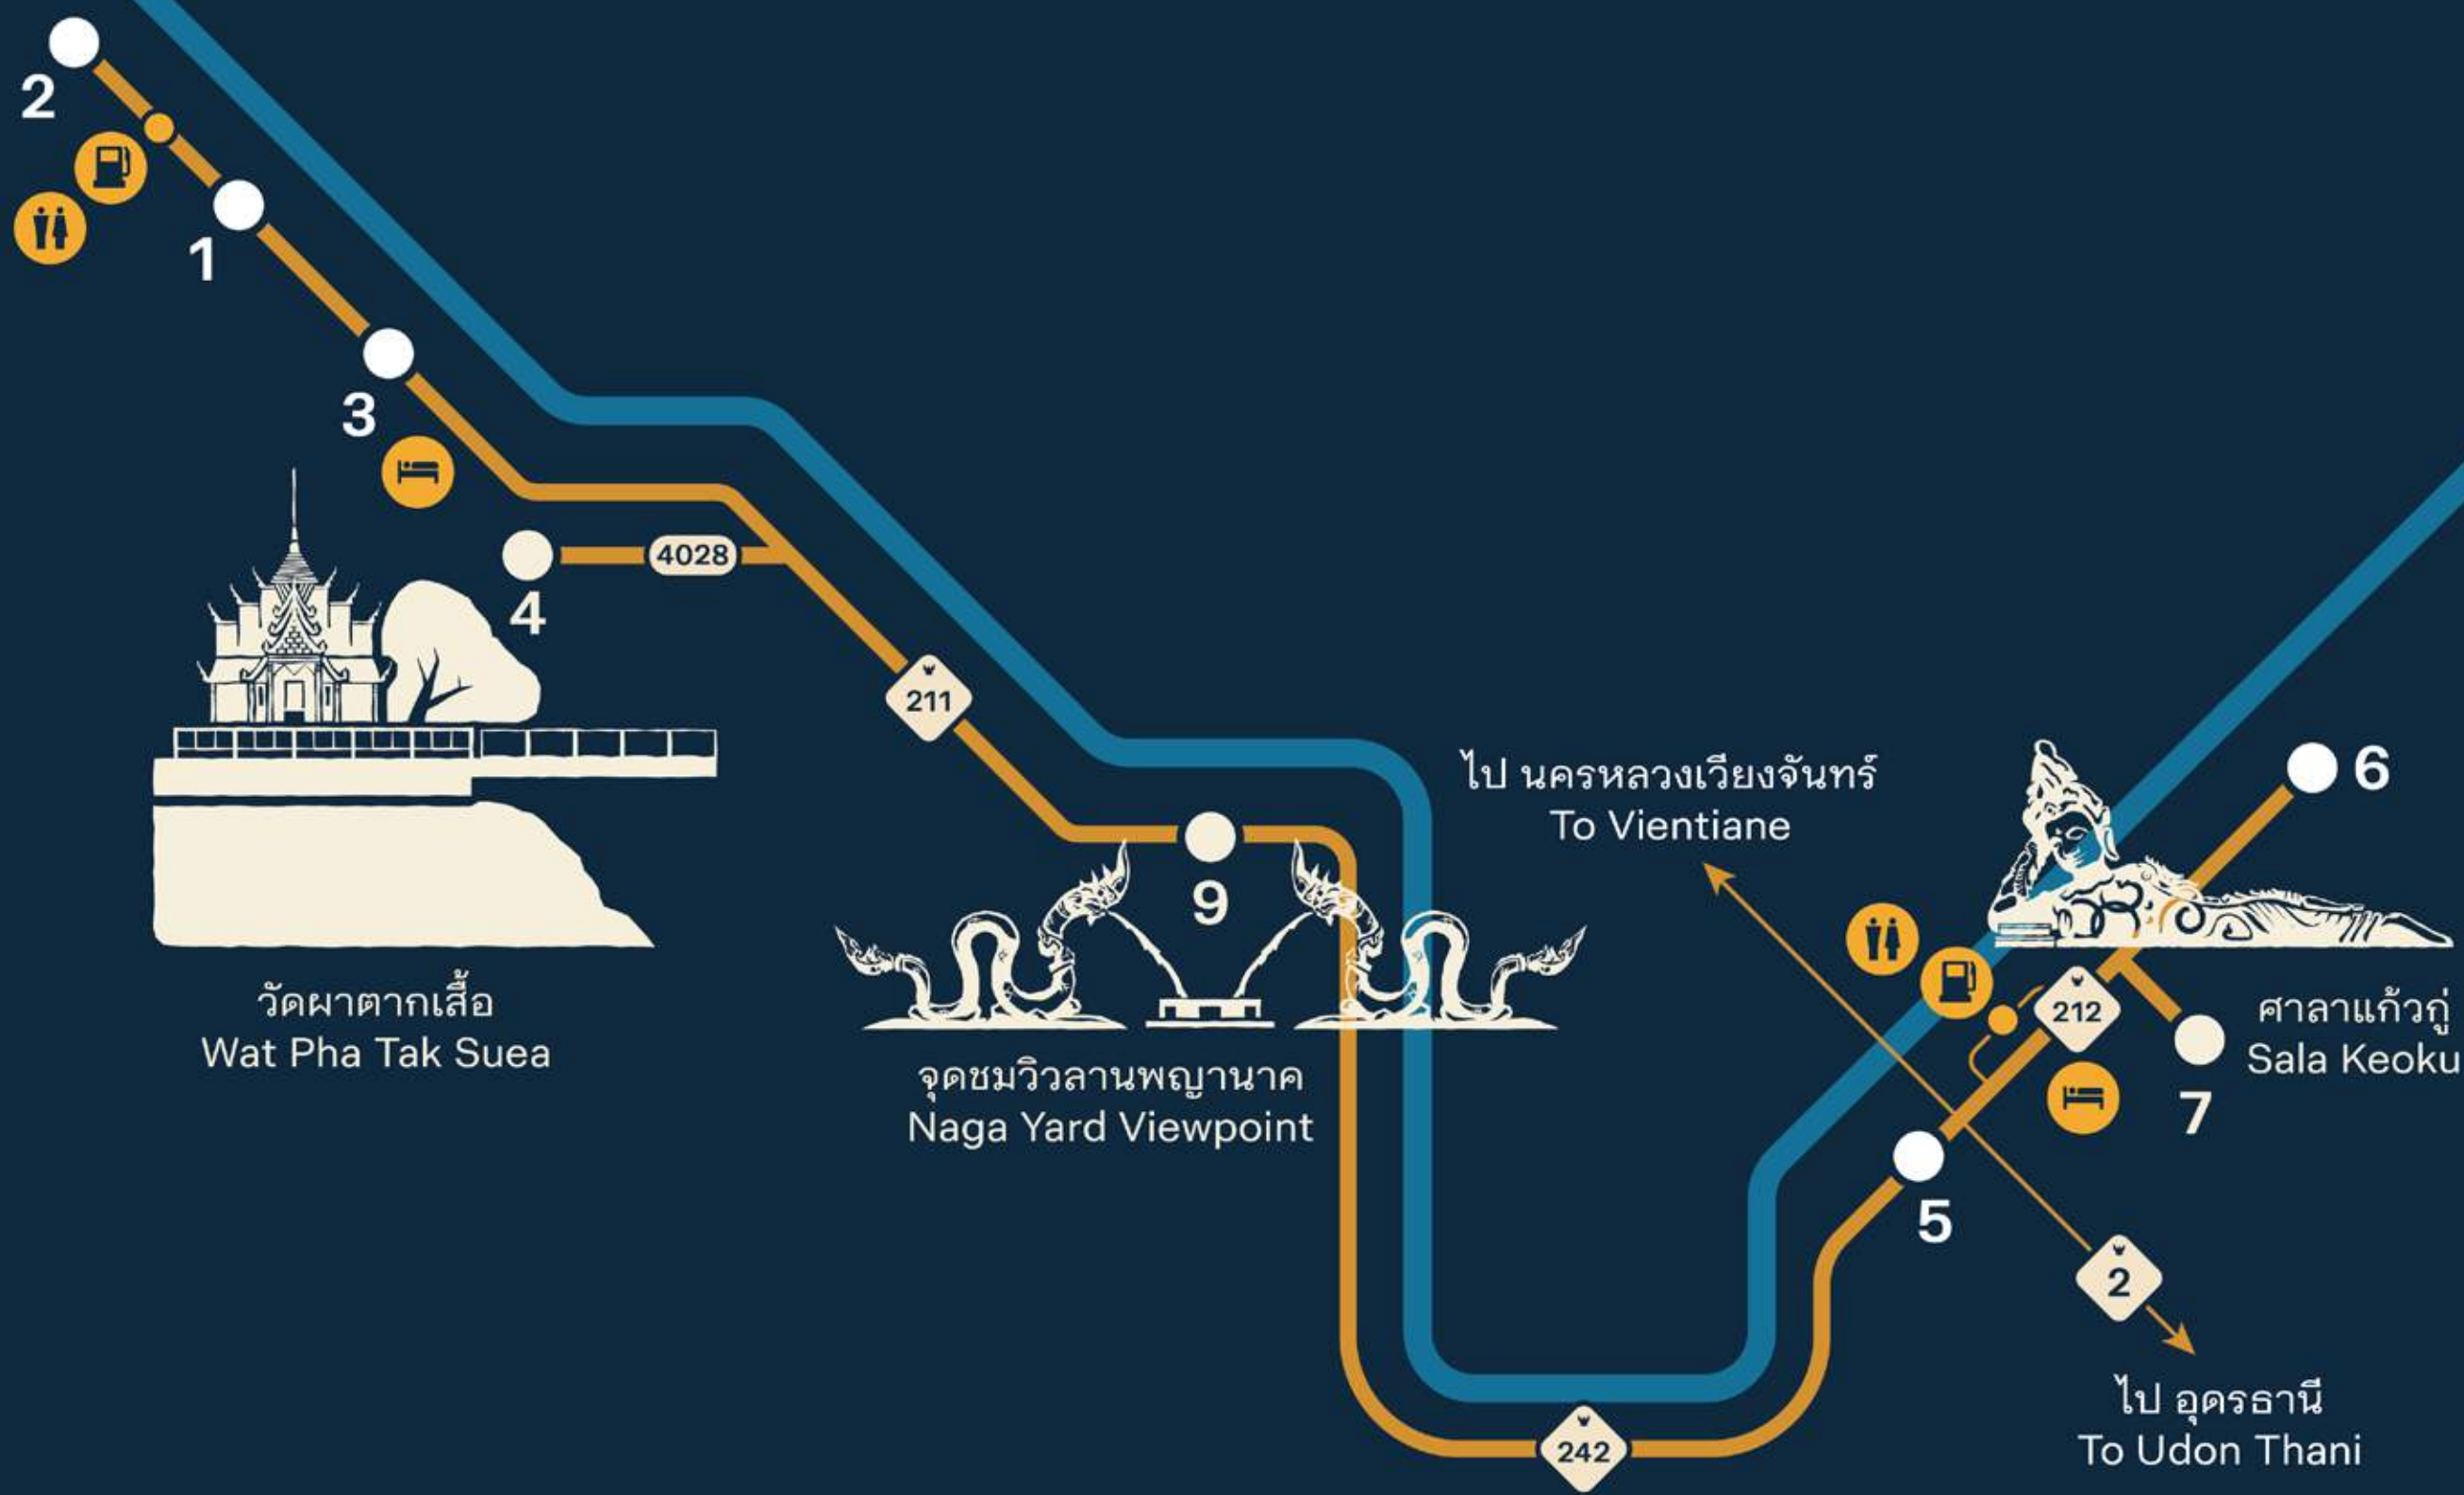 2
1
3
4028
4
211
ไป นครหลวงเวียงจันทร์
To Vientiane
6
9
วัดผาตากเสื้อ
Wat Pha Tak Suea
จุดชมวิวลานพญานาค
Naga Yard Viewpoint
212
ศาลาแก้วกู่
Sala Keoku
7
5
2
242
ไป อุดรธานี
To Udon Thani